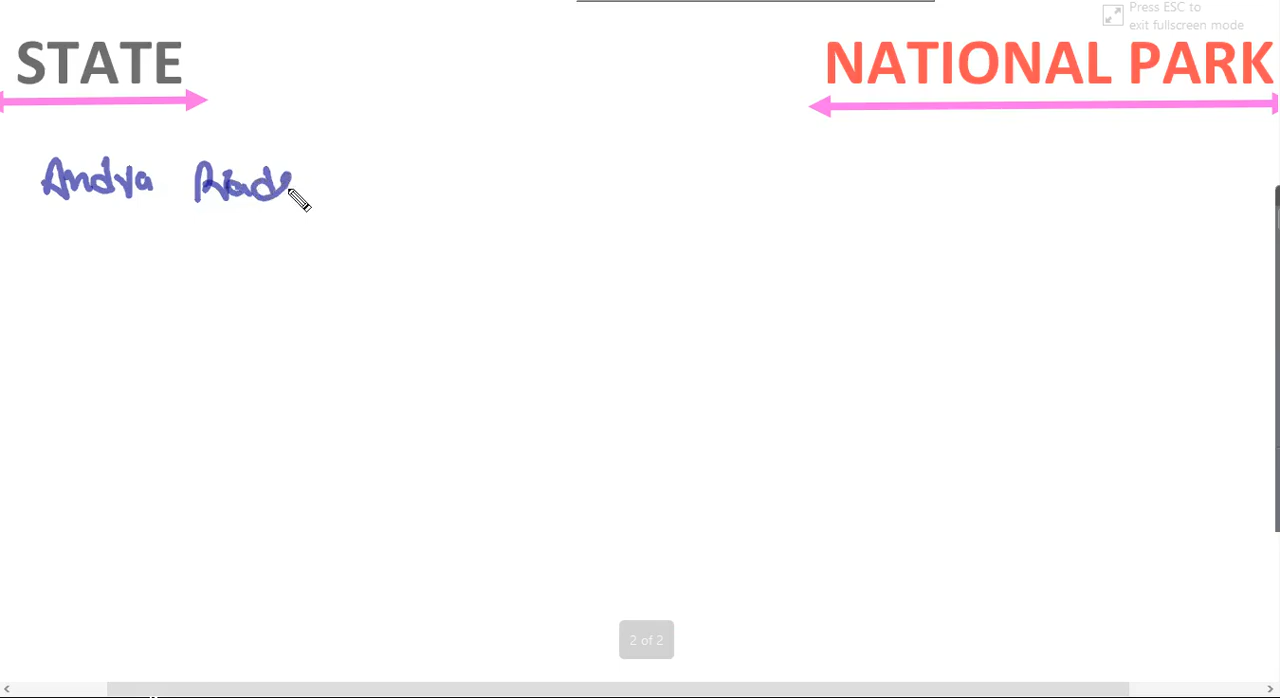 Press ESC to
exit fullscreen mode
STATE NATIONAL PARK
Andra Prade
2 of 2